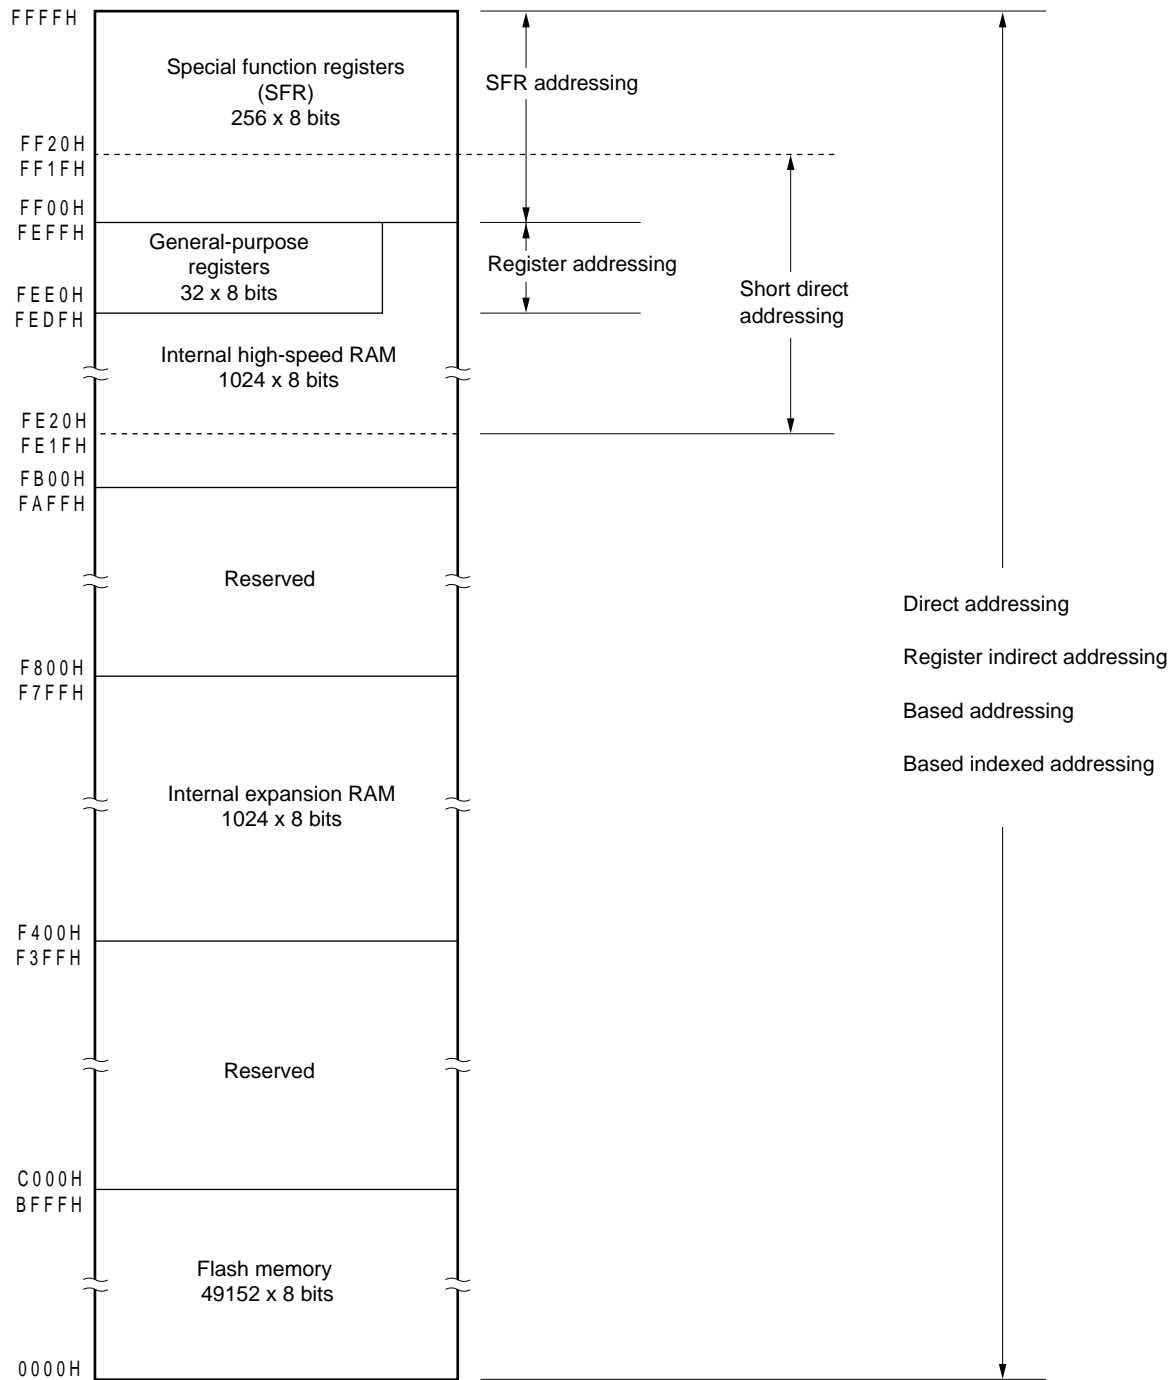 FFFFH
Special function registers
(SFR)
256 x 8 bits
SFR addressing
FF20H
FF1FH
FF00H
FEFFH
General-purpose
registers
32 x 8 bits
Register addressing
Short direct
addressing
FEE0H
FEDFH
Internal high-speed RAM
1024 x 8 bits
FE20H
FE1FH
FB00H
FAFFH
Reserved
Direct addressing
Register indirect addressing
Based addressing
Based indexed addressing
F800H
F7FFH
Internal expansion RAM
1024 x 8 bits
F400H
F3FFH
Reserved
C000H
BFFFH
Flash memory
49152 x 8 bits
0000H